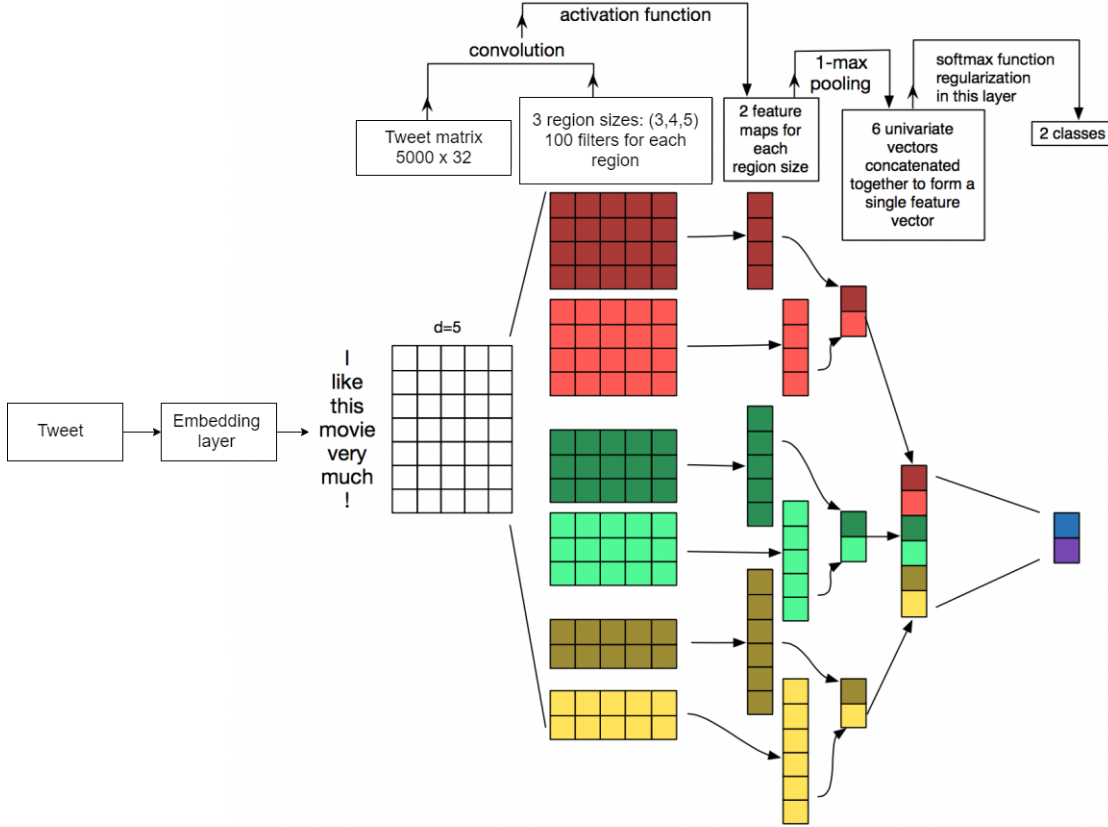 activation function
convolution
1-max
pooling
softmax function
regularization
in this layer
Tweet matrix
5000 x 32
3 region sizes: (3,4,5)
100 filters for each
region
2 feature
maps for
each
region size
6 univariate
vectors
concatenated
together to form a
single feature
vector
2 classes
d=5
Tweet
Embedding
layer
I
like
this
movie
very
much
!